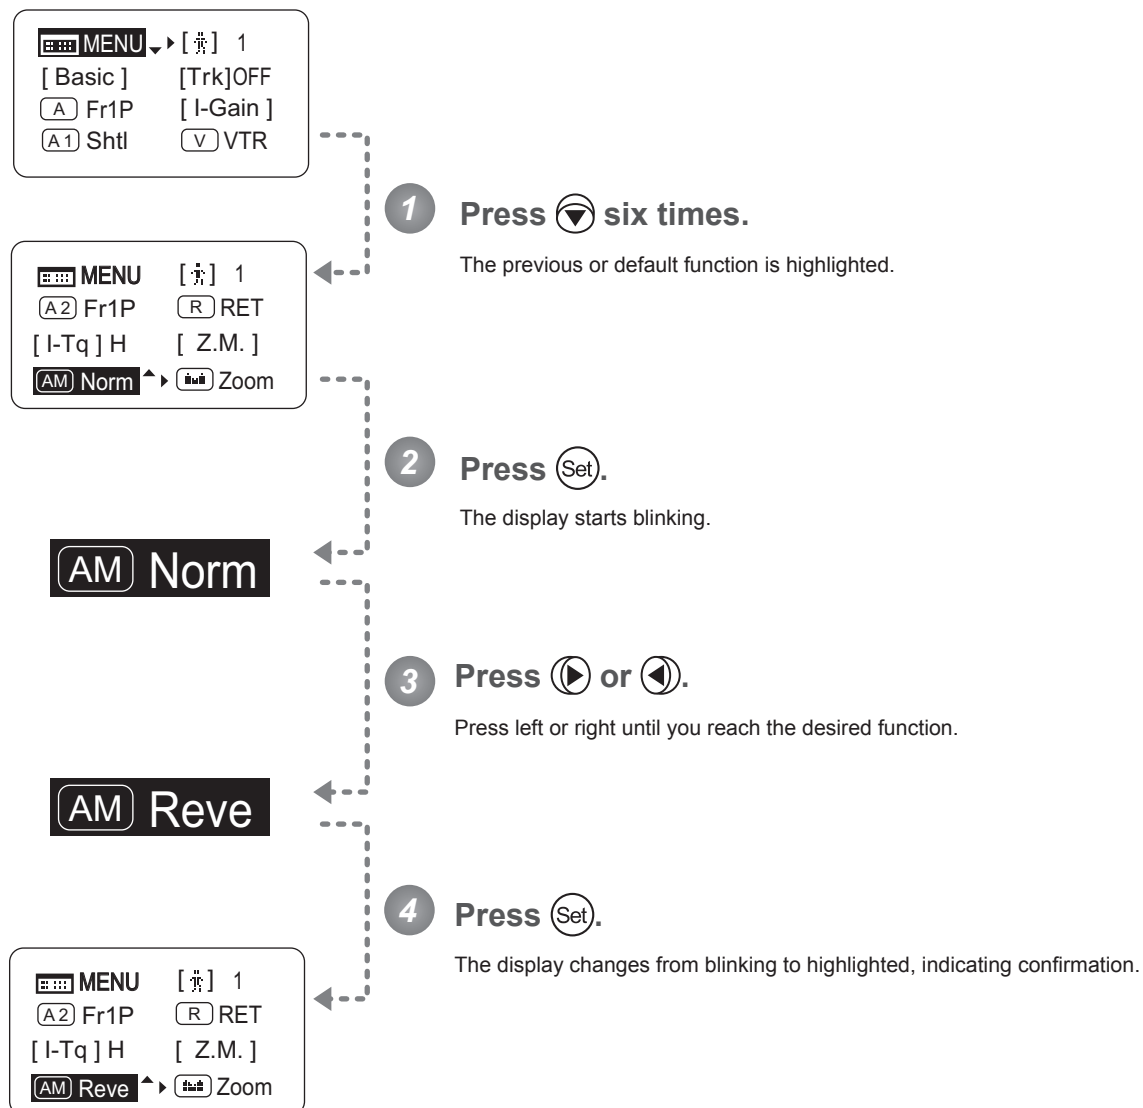 MENU [ ] 1
[ Basic ] [Trk]OFF
A Fr1P [ I-Gain ]
A1 Shtl V VTR
1 Press six times.
The previous or default function is highlighted.
MENU [ ] 1
A2 Fr1P R RET
[ I-Tq ] H [ Z.M. ]
AM Norm Zoom
2 Press Set.
The display starts blinking.
AM Norm
3 Press or .
Press left or right until you reach the desired function.
AM Reve
4 Press Set.
The display changes from blinking to highlighted, indicating confirmation.
MENU [ ] 1
A2 Fr1P R RET
[ I-Tq ] H [ Z.M. ]
AM Reve Zoom